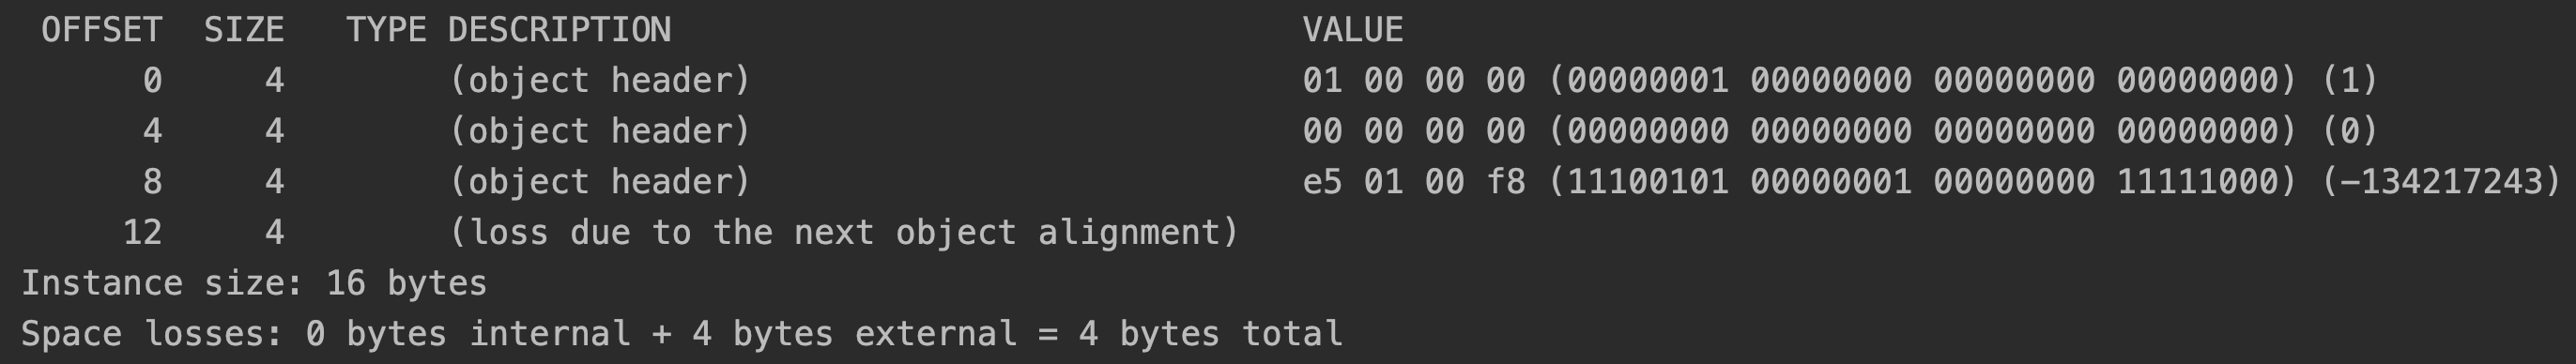 OFFSET  SIZE   TYPE DESCRIPTION                               VALUE
     0     4        (object header)                           01 00 00 00 (00000001 00000000 00000000 00000000) (1)
     4     4        (object header)                           00 00 00 00 (00000000 00000000 00000000 00000000) (0)
     8     4        (object header)                           e5 01 00 f8 (11100101 00000001 00000000 11111000) (-134217243)
    12     4        (loss due to the next object alignment)
Instance size: 16 bytes
Space losses: 0 bytes internal + 4 bytes external = 4 bytes total